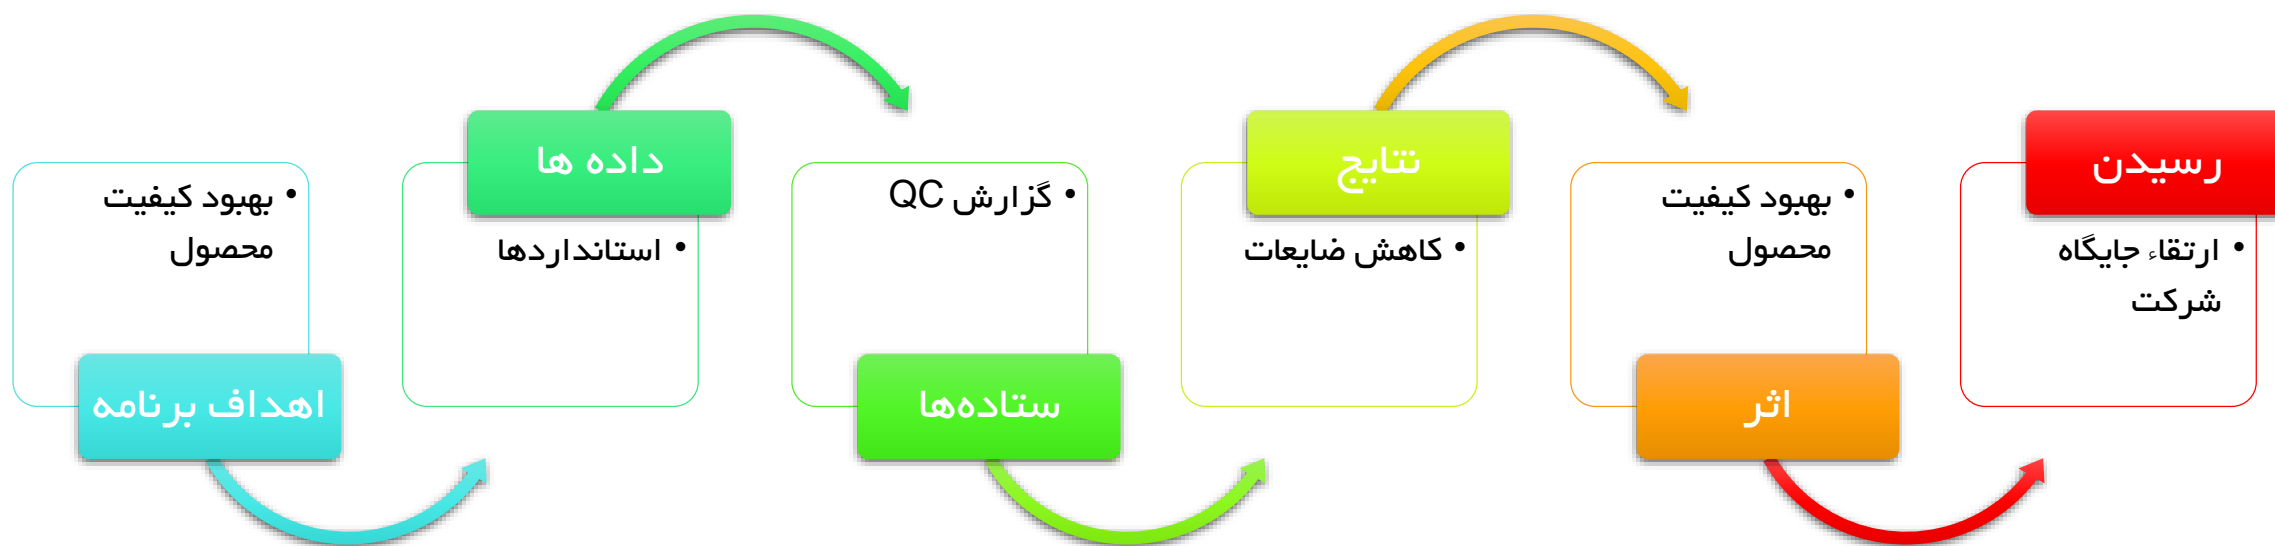 بهبود کیفیت
محصول
اهداف برنامه
داده ها
استانداردها
گزارش QC
ستاده‌ها
نتایج
کاهش ضایعات
بهبود کیفیت
محصول
اثر
رسیدن
ارتقاء جایگاه
شرکت